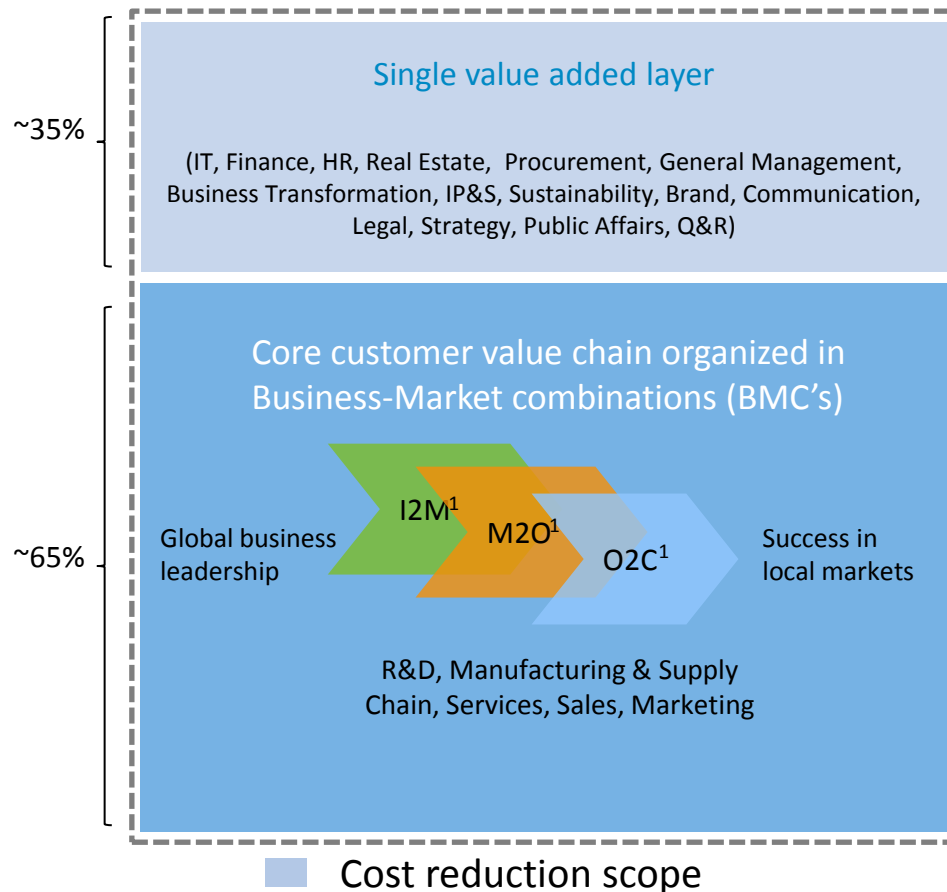 Single value added layer
~35%
(IT, Finance, HR, Real Estate, Procurement, General Management,
Business Transformation, IP&S, Sustainability, Brand, Communication,
Legal, Strategy, Public Affairs, Q&R)
Core customer value chain organized in
Business-Market combinations (BMC's)
~65%
Global business
leadership
I2M¹
M2O¹
O2C¹
Success in
local markets
R&D, Manufacturing & Supply
Chain, Services, Sales, Marketing
Cost reduction scope